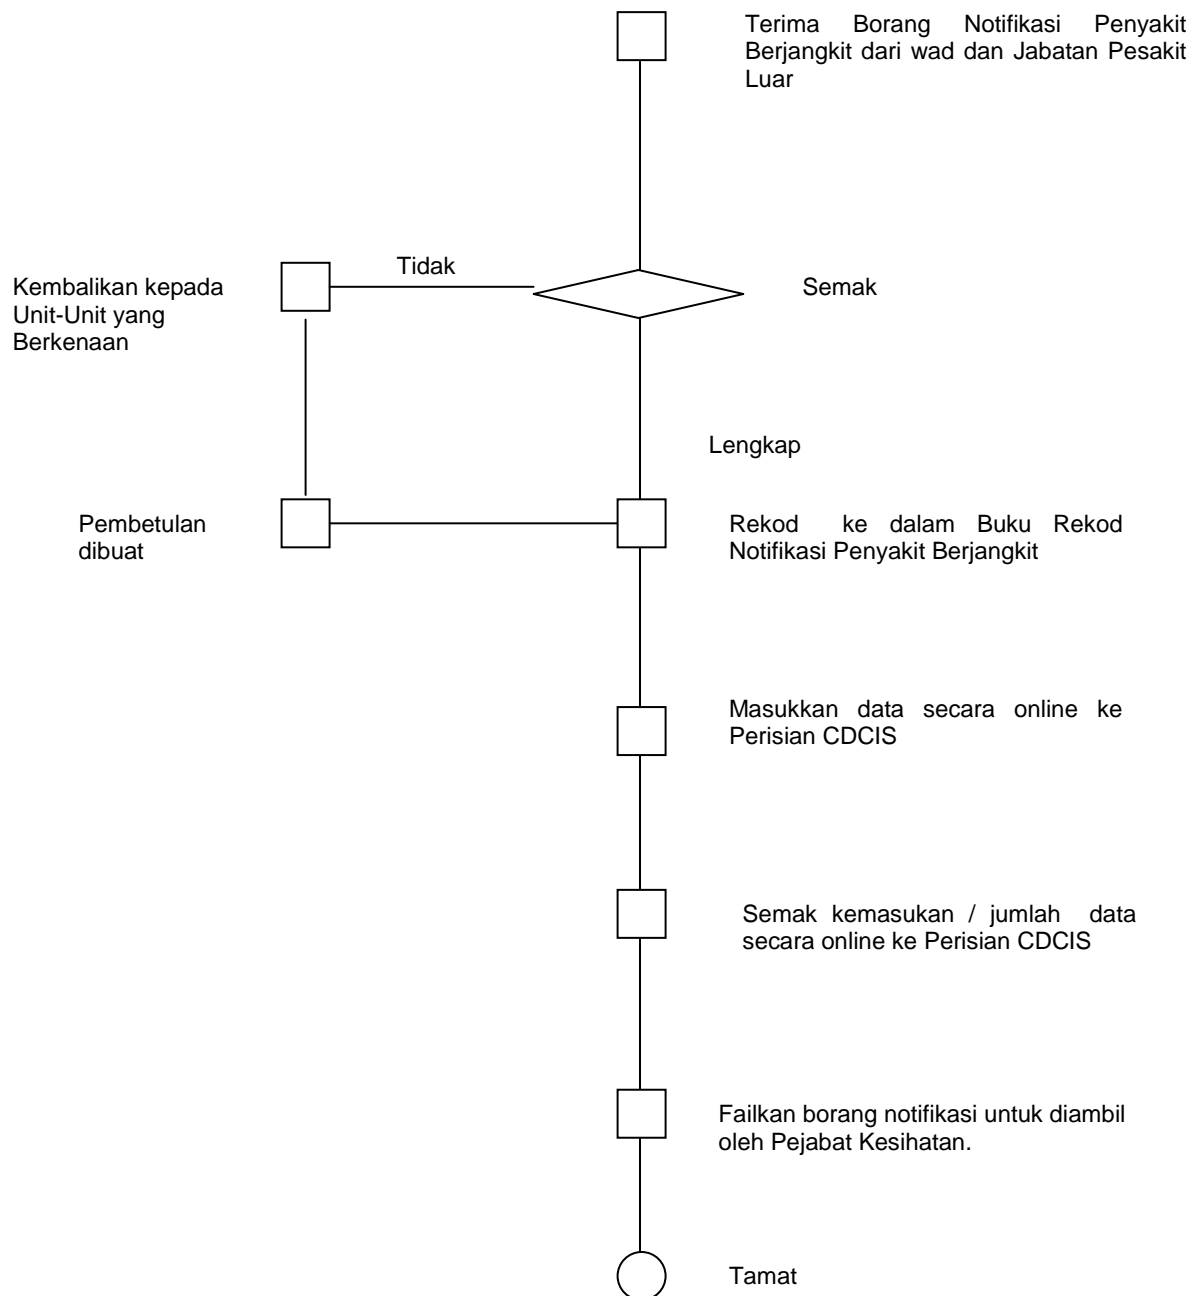 Terima Borang Notifikasi Penyakit
Berjangkit dari wad dan Jabatan Pesakit
Luar
Tidak
Kembalikan kepada
Unit-Unit yang
Berkenaan
Semak
Lengkap
Pembetulan
dibuat
Rekod ke dalam Buku Rekod
Notifikasi Penyakit Berjangkit
Masukkan data secara online ke
Perisian CDCIS
Semak kemasukan / jumlah data
secara online ke Perisian CDCIS
Failkan borang notifikasi untuk diambil
oleh Pejabat Kesihatan.
Tamat